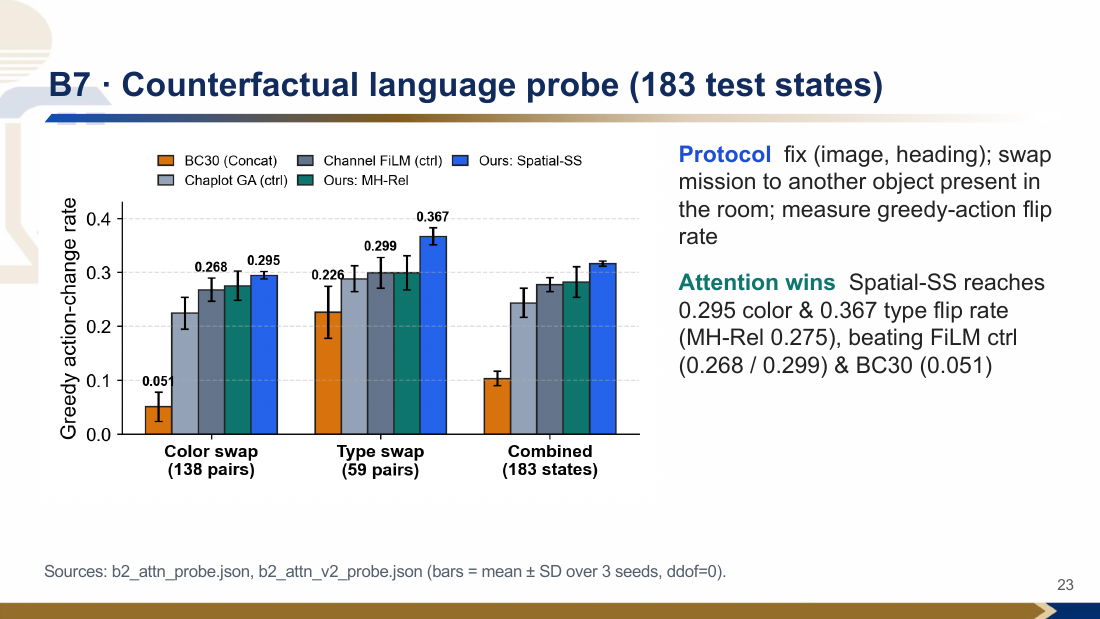 B7 · Counterfactual language probe (183 test states)
BC30 (Concat)
Channel FiLM (ctrl)
Ours: Spatial-SS
Chaplot GA (ctrl)
Ours: MH-Rel
Greedy action-change rate
0.4
0.3
0.2
0.1
0.0
0.051
0.268
0.295
0.226
0.299
0.367
Color swap
(138 pairs)
Type swap
(59 pairs)
Combined
(183 states)
Protocol fix (image, heading); swap
mission to another object present in
the room; measure greedy-action flip
rate
Attention wins Spatial-SS reaches
0.295 color & 0.367 type flip rate
(MH-Rel 0.275), beating FiLM ctrl
(0.268 / 0.299) & BC30 (0.051)
Sources: b2_attn_probe.json, b2_attn_v2_probe.json (bars = mean ± SD over 3 seeds, ddof=0).
23